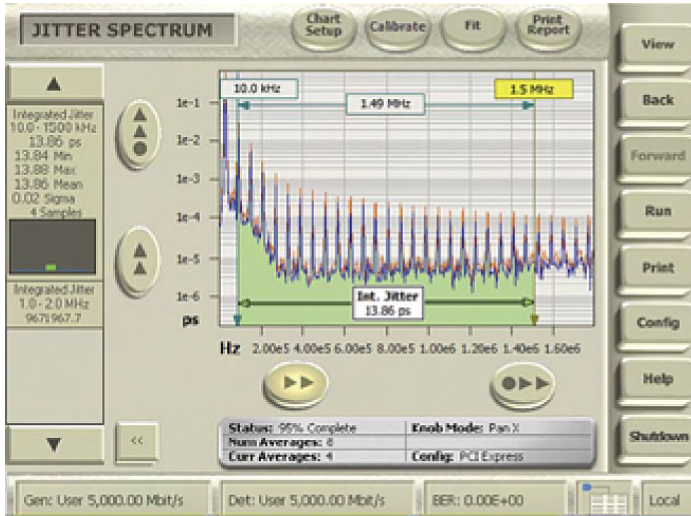 JITTER SPECTRUM
Chart Setup
Calibrate
Fit
Print Report
View
Back
Forward
Run
Print
Config
Help
Shutdown
Integrated Jitter
10.0 - 1500 kHz
13.86 ps
13.84 Min
13.88 Max
13.86 Mean
0.02 Sigma
4 Samples
Integrated Jitter
1.0 - 2.0 MHz
10.0 kHz
1.49 MHz
1.5 MHz
1e-1
1e-2
1e-3
1e-4
1e-5
1e-6
ps
Int. Jitter
13.86 ps
Hz 2.00e5 4.00e5 6.00e5 8.00e5 1.00e6 1.20e6 1.40e6 1.60e6
<<
Status: 95% Complete
Knob Mode: Pan X
Num Averages: 8
Curr Averages: 4
Config: PCI Express
Gen: User 5,000.00 Mbit/s
Det: User 5,000.00 Mbit/s
BER: 0.00E+00
Local